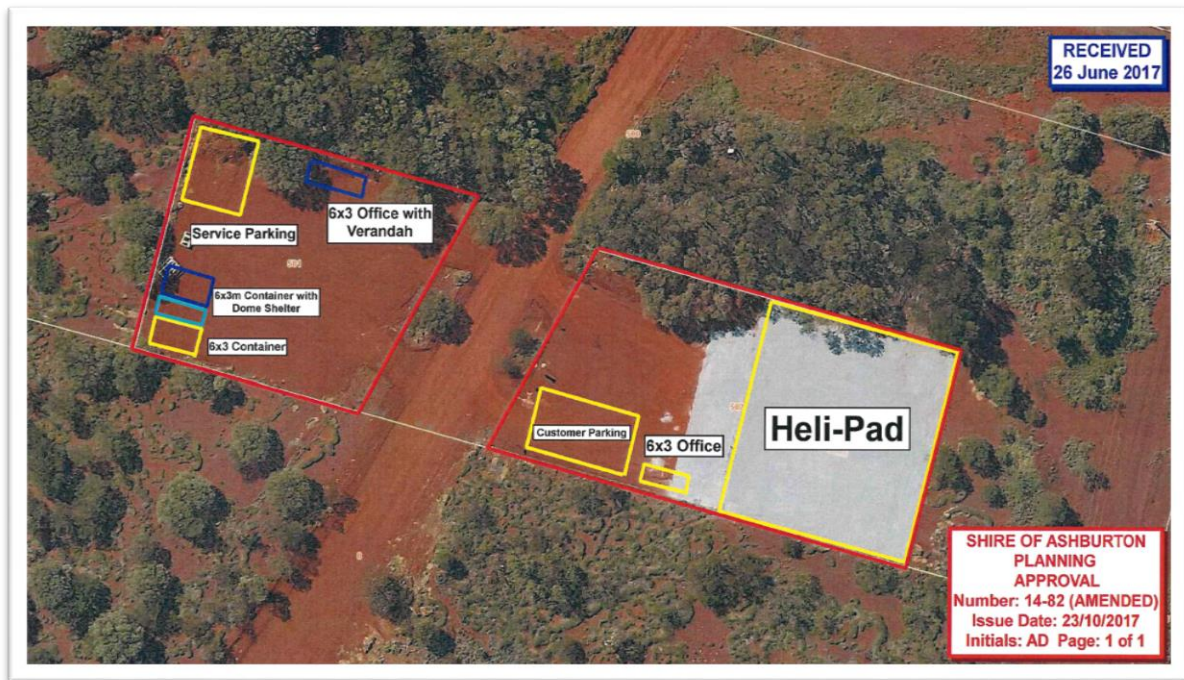 RECEIVED
26 June 2017
6x3 Office with
Verandah
Service Parking
6x3m Container with
Dome Shelter
6x3 Container
Customer Parking
6x3 Office
Heli-Pad
SHIRE OF ASHBURTON
PLANNING
APPROVAL
Number: 14-82 (AMENDED)
Issue Date: 23/10/2017
Initials: AD Page: 1 of 1